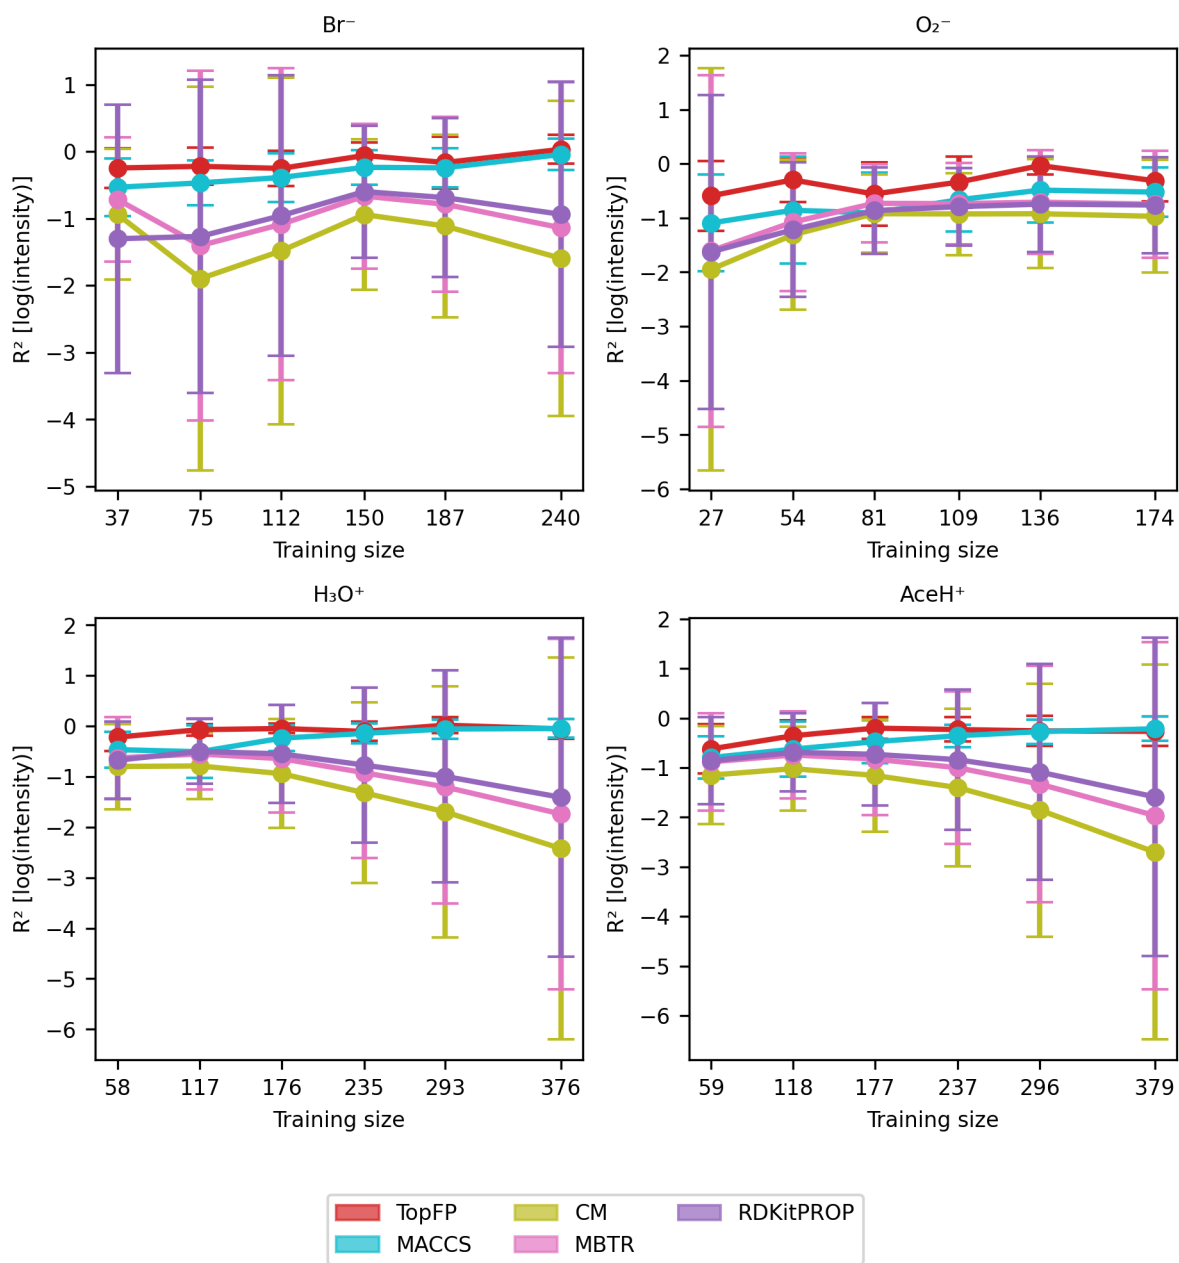 Br⁻
R² [log(intensity)]
1
0
−1
−2
−3
−4
−5
37 75 112 150 187 240
Training size
O₂⁻
R² [log(intensity)]
2
1
0
−1
−2
−3
−4
−5
−6
27 54 81 109 136 174
Training size
H₃O⁺
R² [log(intensity)]
2
1
0
−1
−2
−3
−4
−5
−6
58 117 176 235 293 376
Training size
AceH⁺
R² [log(intensity)]
2
1
0
−1
−2
−3
−4
−5
−6
59 118 177 237 296 379
Training size
TopFP CM RDKitPROP
MACCS MBTR